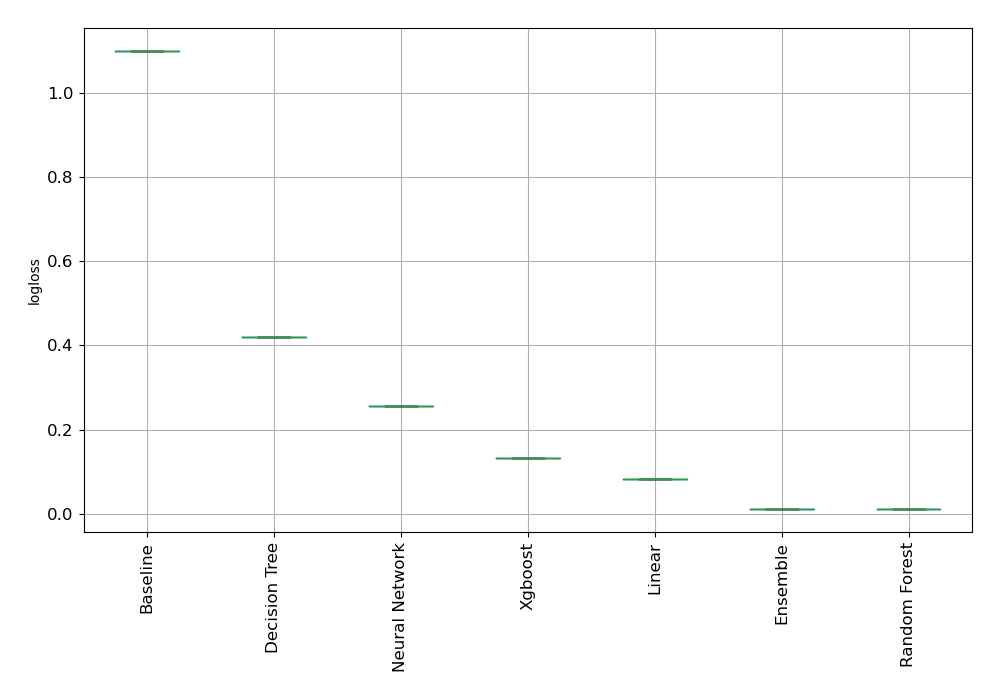 logloss
1.0
0.8
0.6
0.4
0.2
0.0
Baseline
Decision Tree
Neural Network
Xgboost
Linear
Ensemble
Random Forest